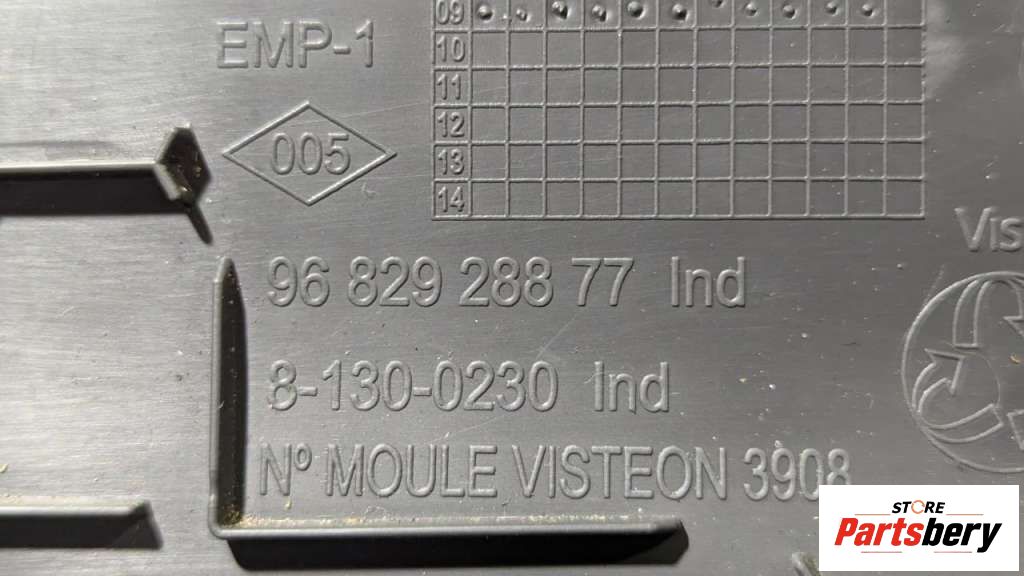 09
EMP-1
10
11
12
005
13
14
Vis
96 829 288 77 Ind
8-130-0230 Ind
Nº MOULE VISTEON 3908
STORE
Partsbery